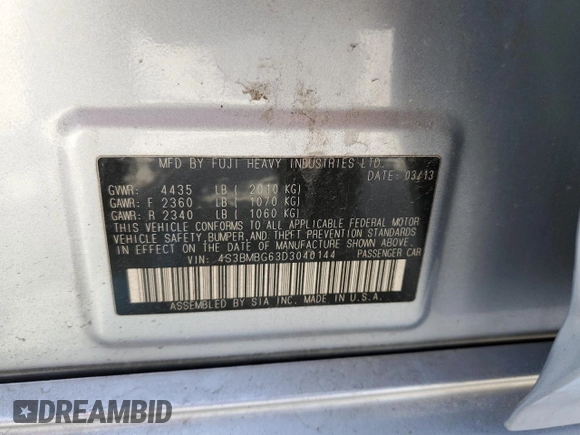 MFD BY FUJI HEAVY INDUSTRIES LTD.
DATE: 03/13
GVWR: 4435 LB ( 2010 KG)
GAWR: F 2360 LB ( 1070 KG)
GAWR: R 2340 LB ( 1060 KG)
THIS VEHICLE CONFORMS TO ALL APPLICABLE FEDERAL MOTOR
VEHICLE SAFETY, BUMPER, AND THEFT PREVENTION STANDARDS
IN EFFECT ON THE DATE OF MANUFACTURE SHOWN ABOVE.
VIN: 4S3BMBG63D3040144 PASSENGER CAR
ASSEMBLED BY SIA INC. MADE IN U.S.A.
DREAMBID